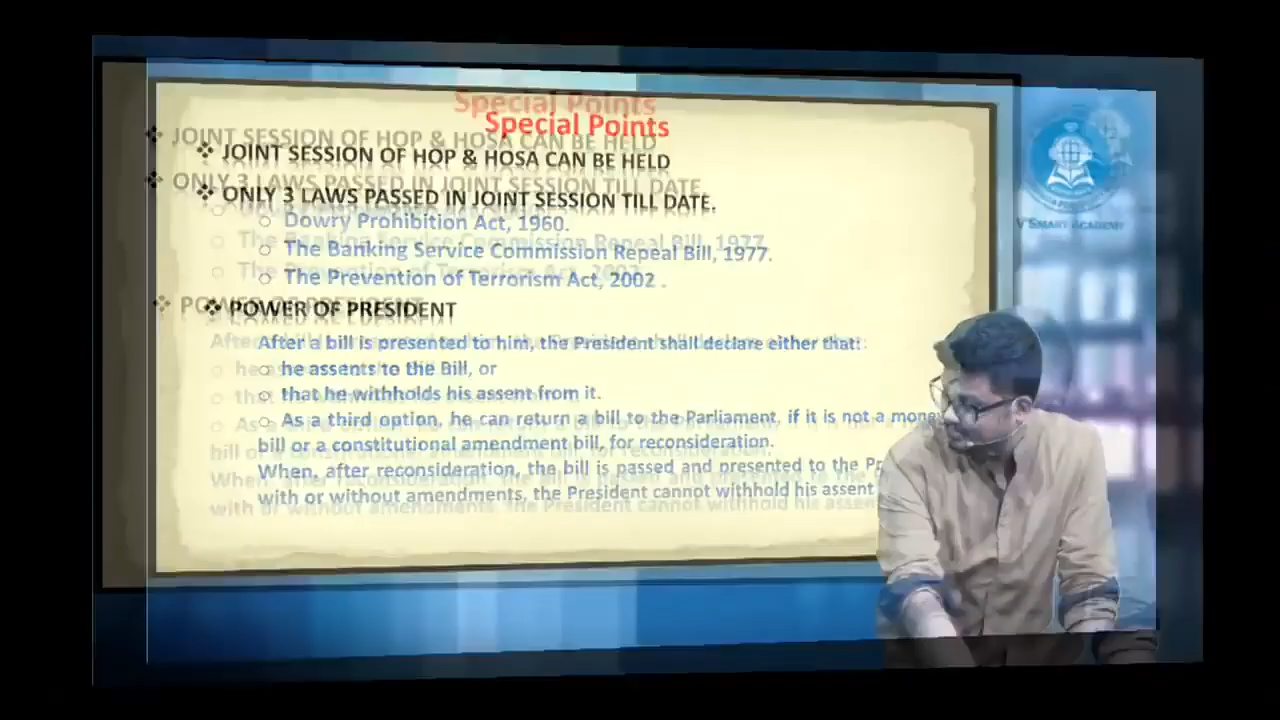 Special Points
❖ JOINT SESSION OF HOP & HOSA CAN BE HELD
❖ ONLY 3 LAWS PASSED IN JOINT SESSION TILL DATE.
○ Dowry Prohibition Act, 1960.
○ The Banking Service Commission Repeal Bill, 1977.
○ The Prevention of Terrorism Act, 2002 .
❖ POWER OF PRESIDENT
After a bill is presented to him, the President shall declare either that:
○ he assents to the Bill, or
○ that he withholds his assent from it.
○ As a third option, he can return a bill to the Parliament, if it is not a money
bill or a constitutional amendment bill, for reconsideration.
When, after reconsideration, the bill is passed and presented to the
with or without amendments, the President cannot withhold his assent
V SMART ACADEMY